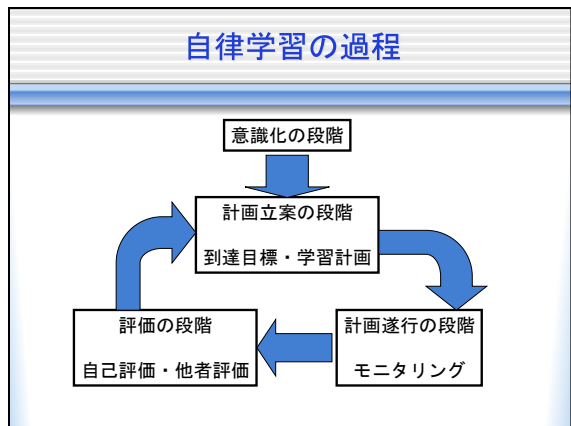 自律学習の過程
意識化の段階
計画立案の段階
到達目標・学習計画
評価の段階
自己評価・他者評価
計画遂行の段階
モニタリング